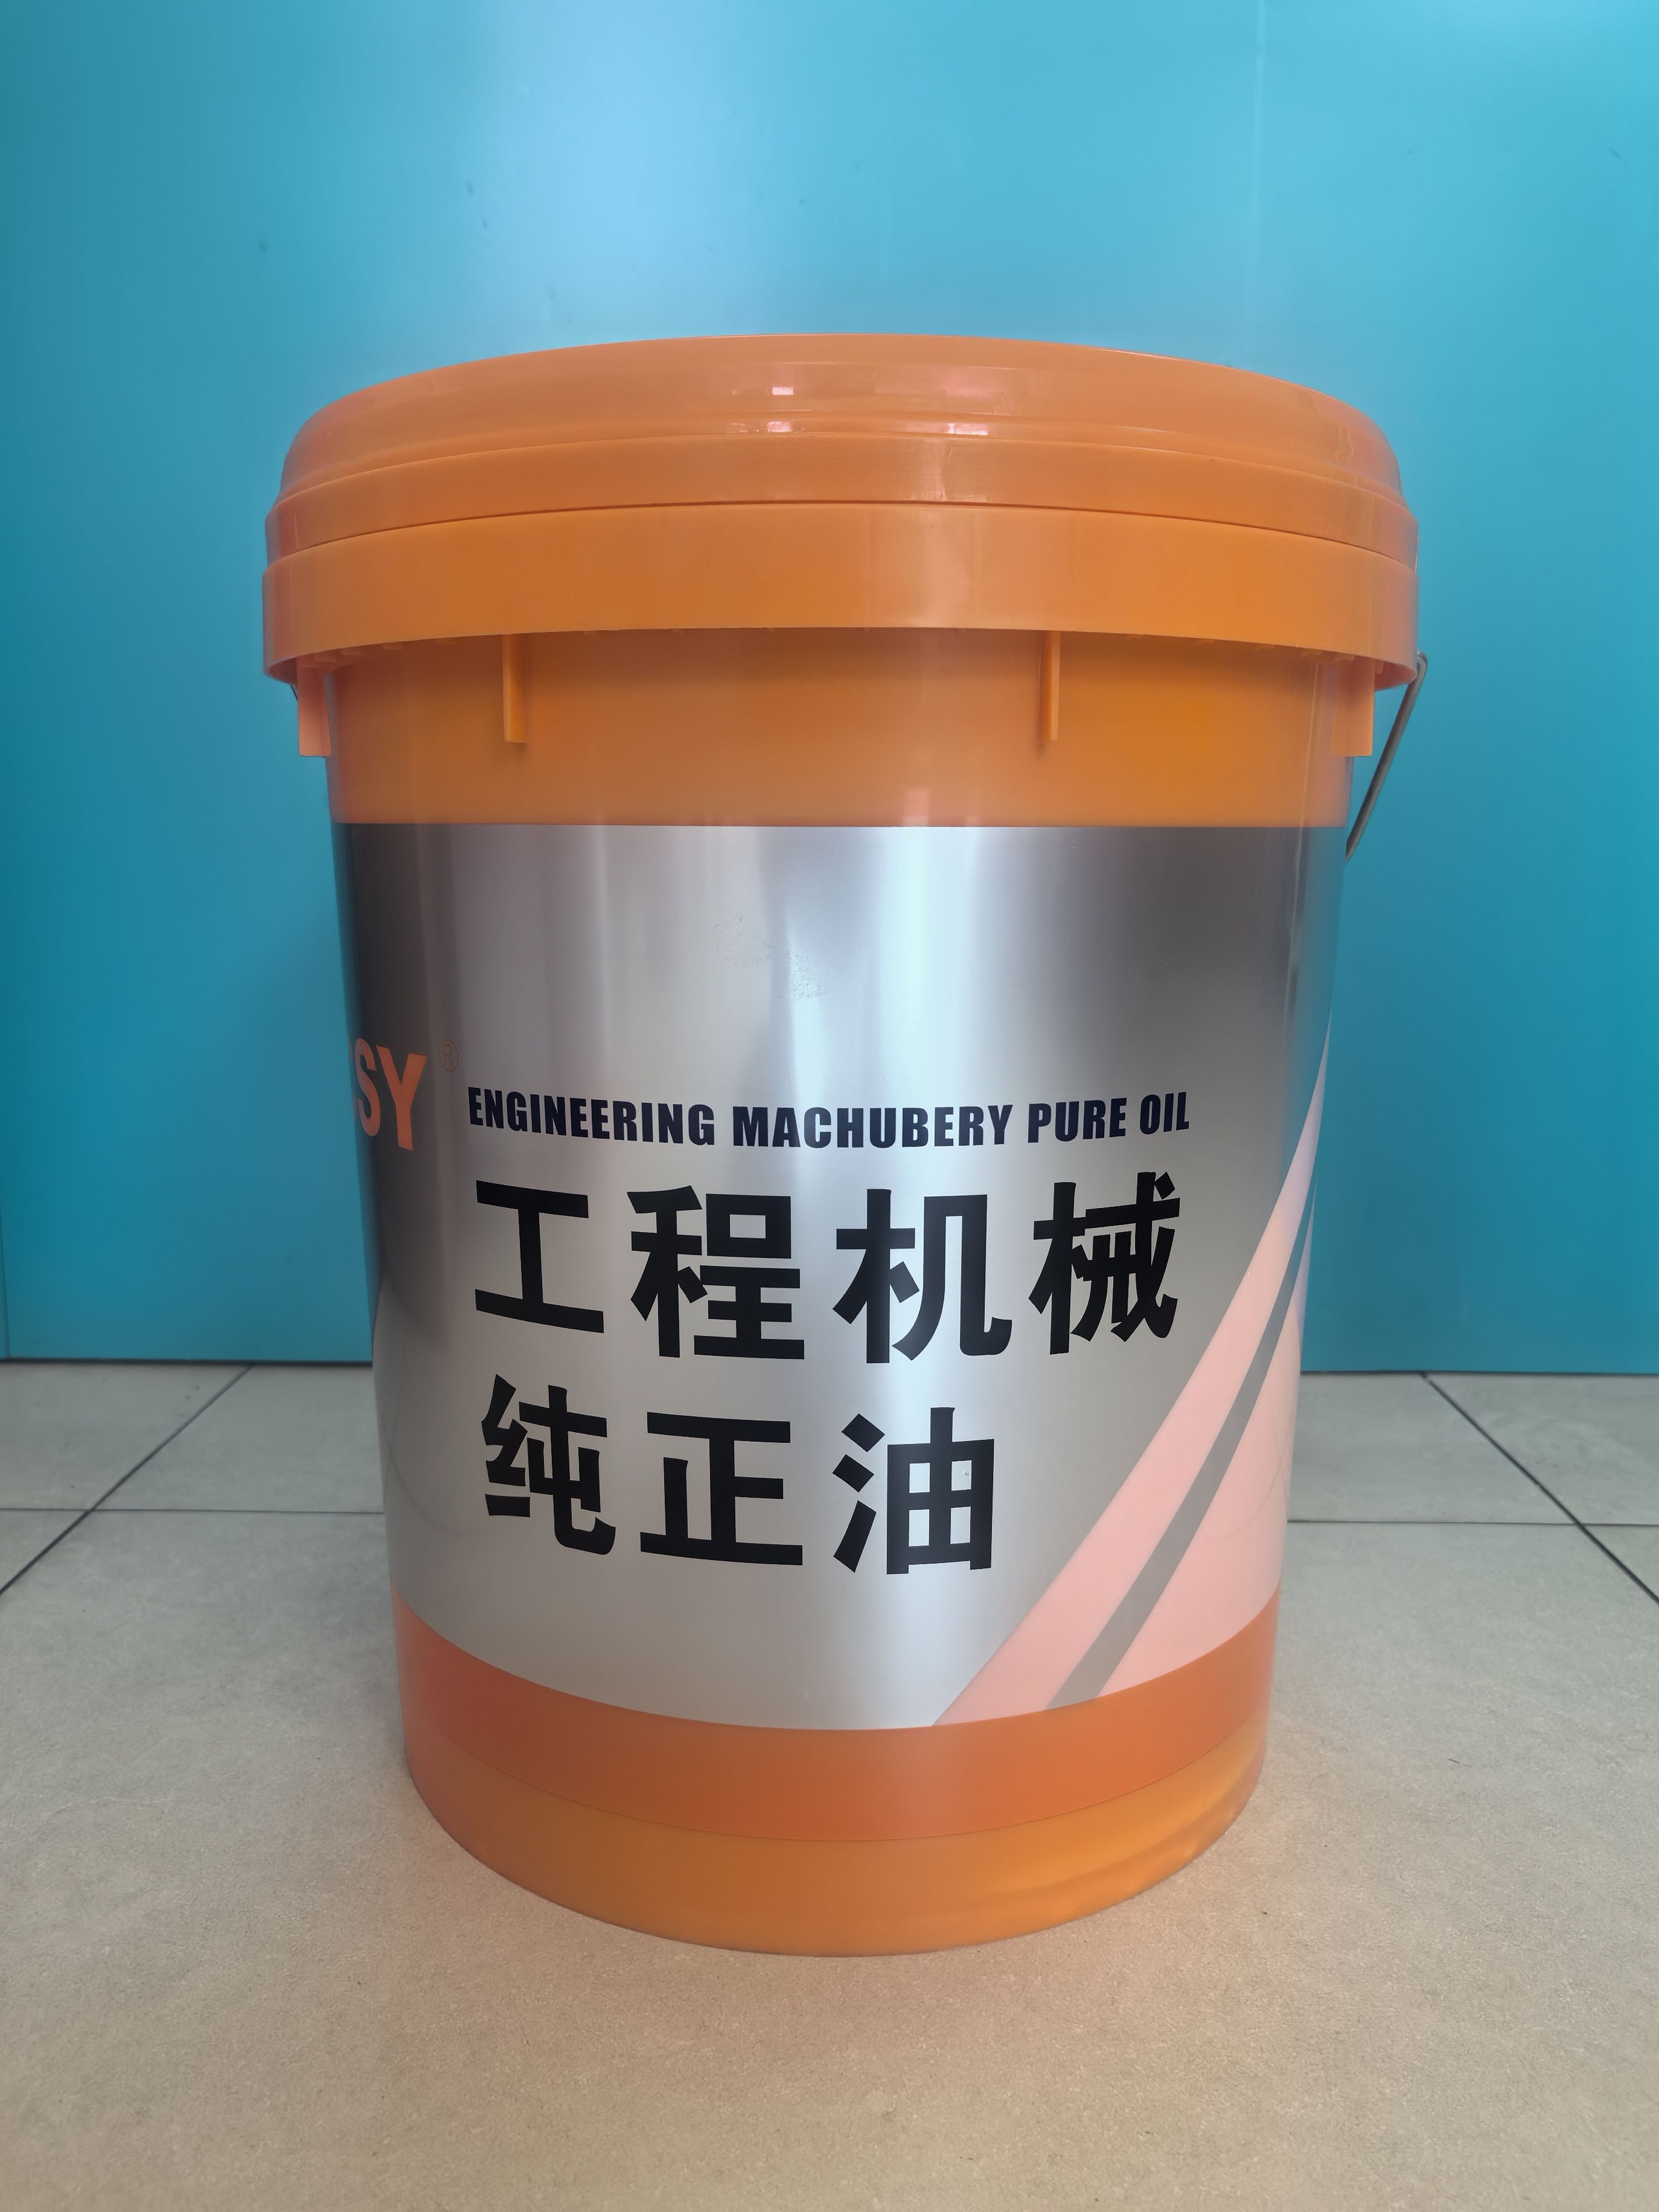 SY ®
ENGINEERING MACHUBERY PURE OIL
工程机械
纯正油